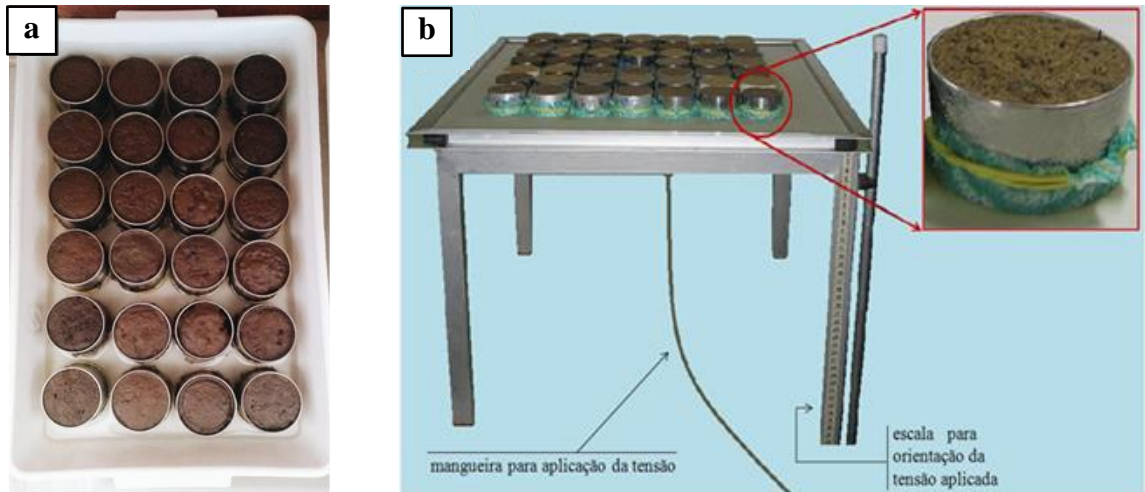 a
b
mangueira para aplicação da tensão
escala para
orientação da
tensão aplicada